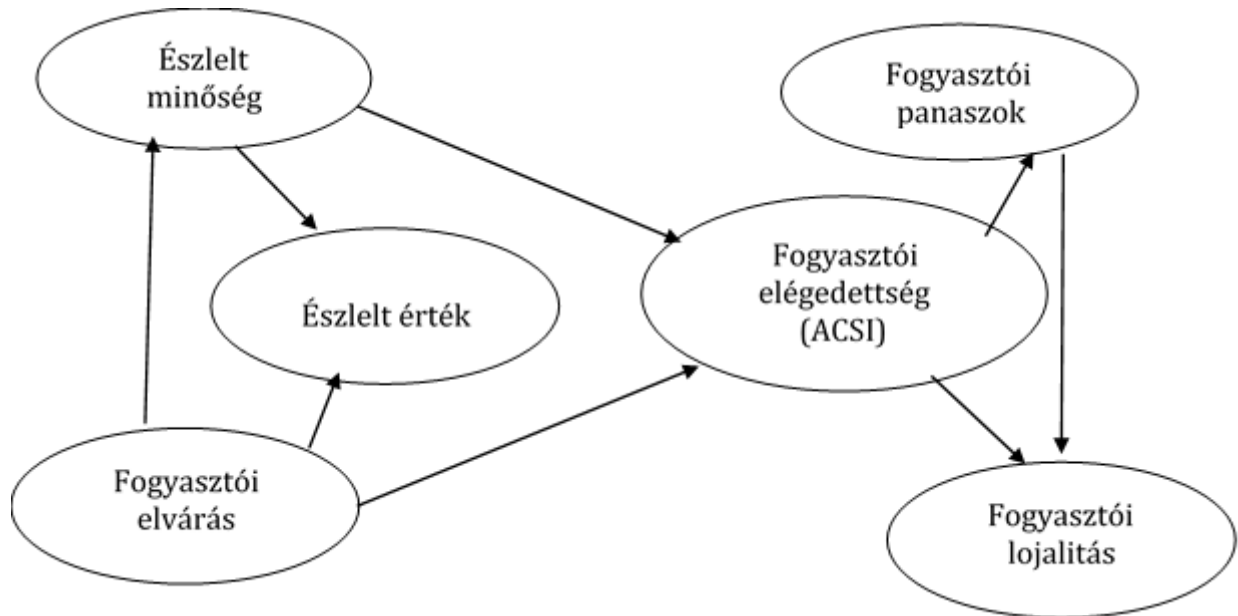 Észlelt
minőség
Fogyasztói
panaszok
Észlelt érték
Fogyasztói
elégedettség
(ACSI)
Fogyasztói
elvárás
Fogyasztói
lojalitás